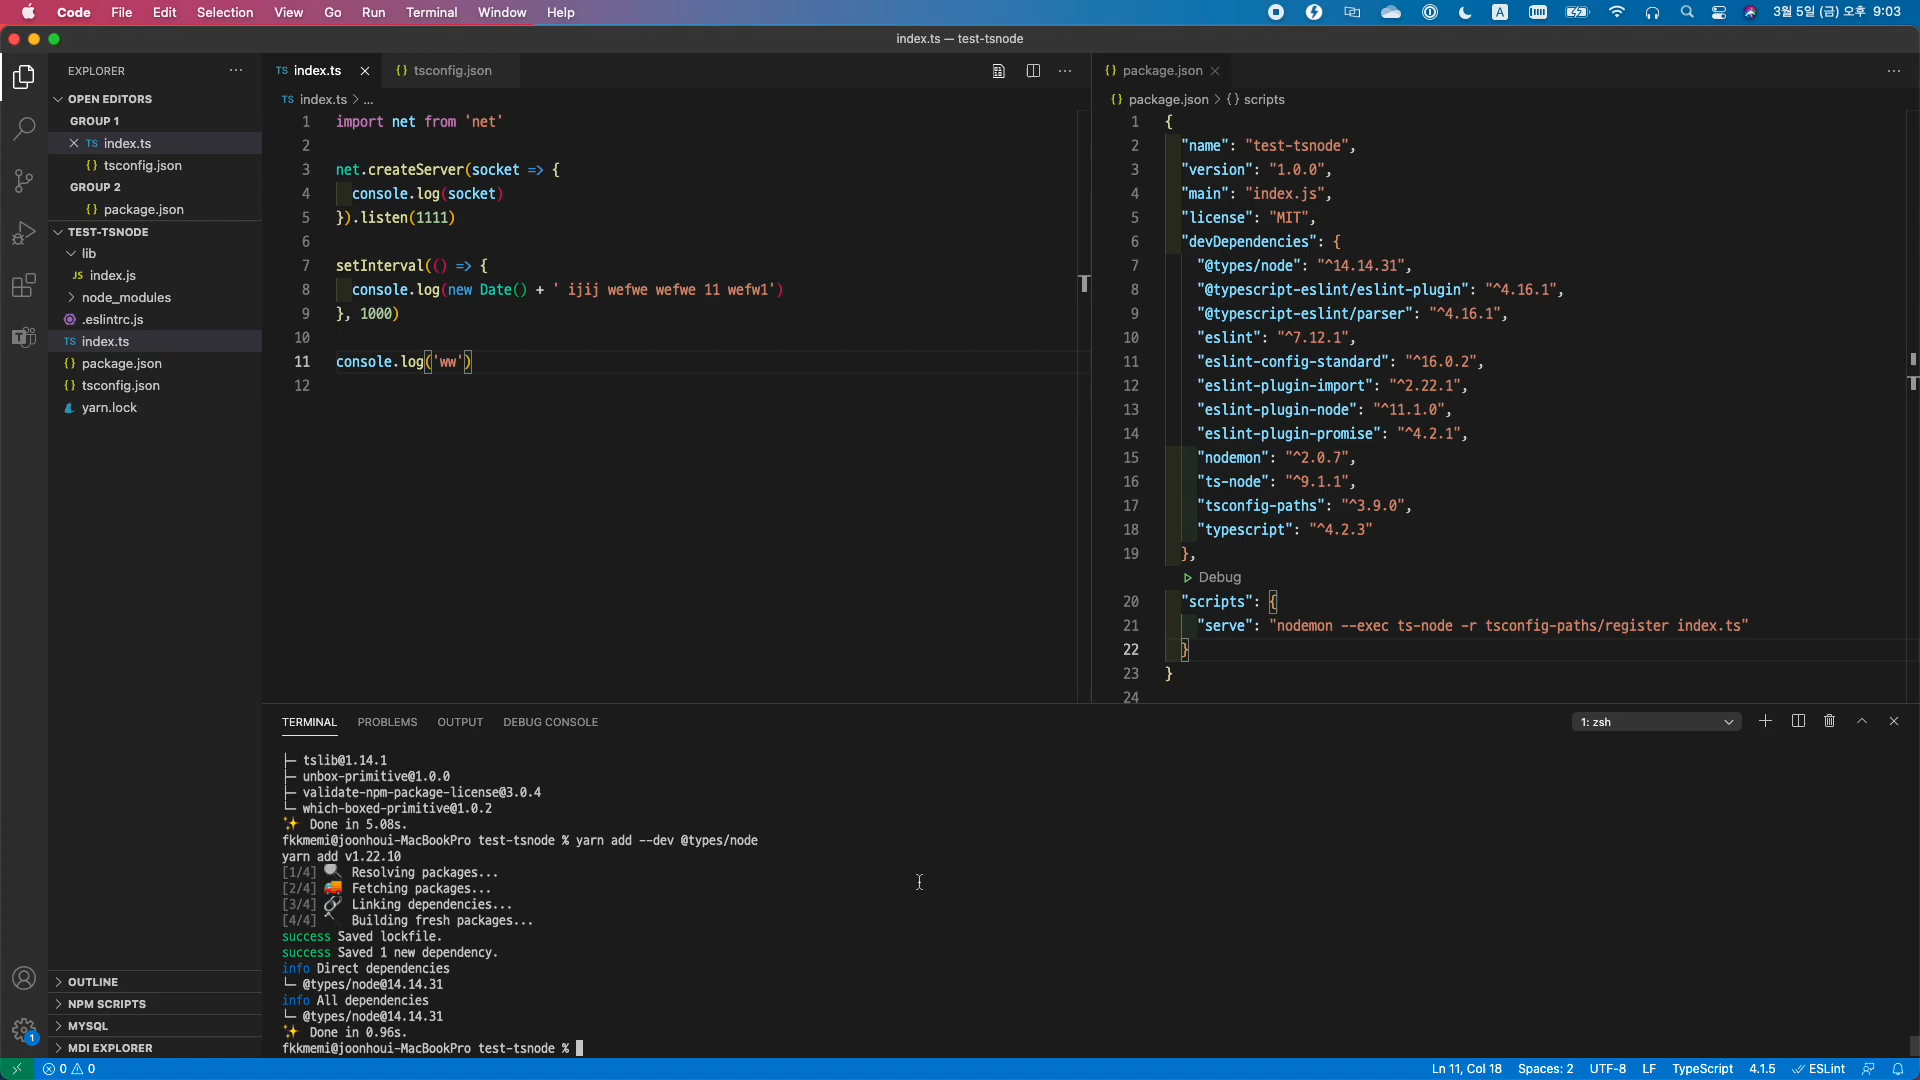 Code File Edit Selection View Go Run Terminal Window Help
A
3월 5일 (금) 오후 9:03
index.ts — test-tsnode
EXPLORER
OPEN EDITORS
GROUP 1
TS index.ts
{} tsconfig.json
GROUP 2
{} package.json
TEST-TSNODE
lib
JS index.js
node_modules
.eslintrc.js
TS index.ts
{} package.json
{} tsconfig.json
yarn.lock
OUTLINE
NPM SCRIPTS
MYSQL
MDI EXPLORER
1
TS index.ts
{} tsconfig.json
TS index.ts > ...
1 import net from 'net'
2
3 net.createServer(socket => {
4 console.log(socket)
5 }).listen(1111)
6
7 setInterval(() => {
8 console.log(new Date() + ' ijij wefwe wefwe 11 wefw1')
9 }, 1000)
10
11 console.log('ww')
12
{} package.json
{} package.json > {} scripts
1 {
2 "name": "test-tsnode",
3 "version": "1.0.0",
4 "main": "index.js",
5 "license": "MIT",
6 "devDependencies": {
7 "@types/node": "^14.14.31",
8 "@typescript-eslint/eslint-plugin": "^4.16.1",
9 "@typescript-eslint/parser": "^4.16.1",
10 "eslint": "^7.12.1",
11 "eslint-config-standard": "^16.0.2",
12 "eslint-plugin-import": "^2.22.1",
13 "eslint-plugin-node": "^11.1.0",
14 "eslint-plugin-promise": "^4.2.1",
15 "nodemon": "^2.0.7",
16 "ts-node": "^9.1.1",
17 "tsconfig-paths": "^3.9.0",
18 "typescript": "^4.2.3"
19 },
Debug
20 "scripts": {
21 "serve": "nodemon --exec ts-node -r tsconfig-paths/register index.ts"
22 }
23 }
24
TERMINAL PROBLEMS OUTPUT DEBUG CONSOLE
1: zsh
├─ tslib@1.14.1
├─ unbox-primitive@1.0.0
├─ validate-npm-package-license@3.0.4
└─ which-boxed-primitive@1.0.2
✨ Done in 5.08s.
fkkmemi@joonhoui-MacBookPro test-tsnode % yarn add --dev @types/node
yarn add v1.22.10
[1/4] 🔍 Resolving packages...
[2/4] 🚚 Fetching packages...
[3/4] 🔗 Linking dependencies...
[4/4] 🔨 Building fresh packages...
success Saved lockfile.
success Saved 1 new dependency.
info Direct dependencies
└─ @types/node@14.14.31
info All dependencies
└─ @types/node@14.14.31
✨ Done in 0.96s.
fkkmemi@joonhoui-MacBookPro test-tsnode %
0 0
Ln 11, Col 18 Spaces: 2 UTF-8 LF TypeScript 4.1.5 ESLint